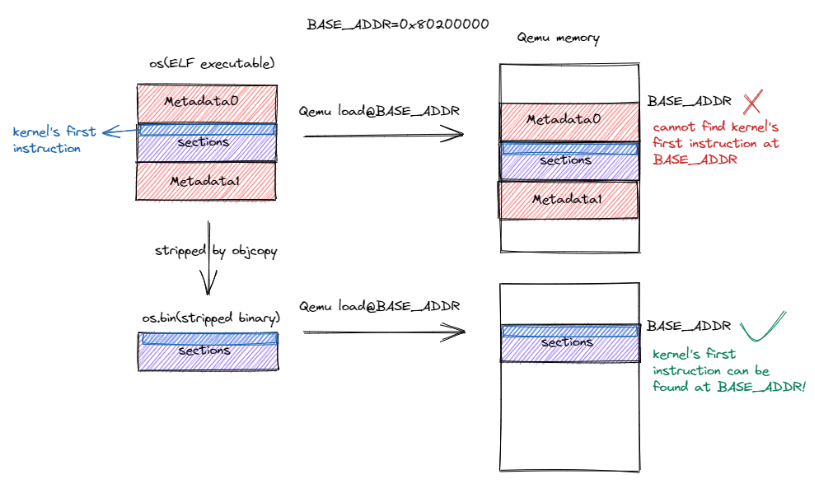 BASE_ADDR=0x80200000
Qemu memory
os(ELF executable)
Metadata0
kernel's first
instruction
sections
Metadata1
Qemu load@BASE_ADDR
BASE_ADDR
cannot find kernel's
first instruction at
BASE_ADDR
Metadata0
sections
Metadata1
stripped by objcopy
os.bin(stripped binary)
sections
Qemu load@BASE_ADDR
BASE_ADDR
sections
kernel's first
instruction can be
found at BASE_ADDR!